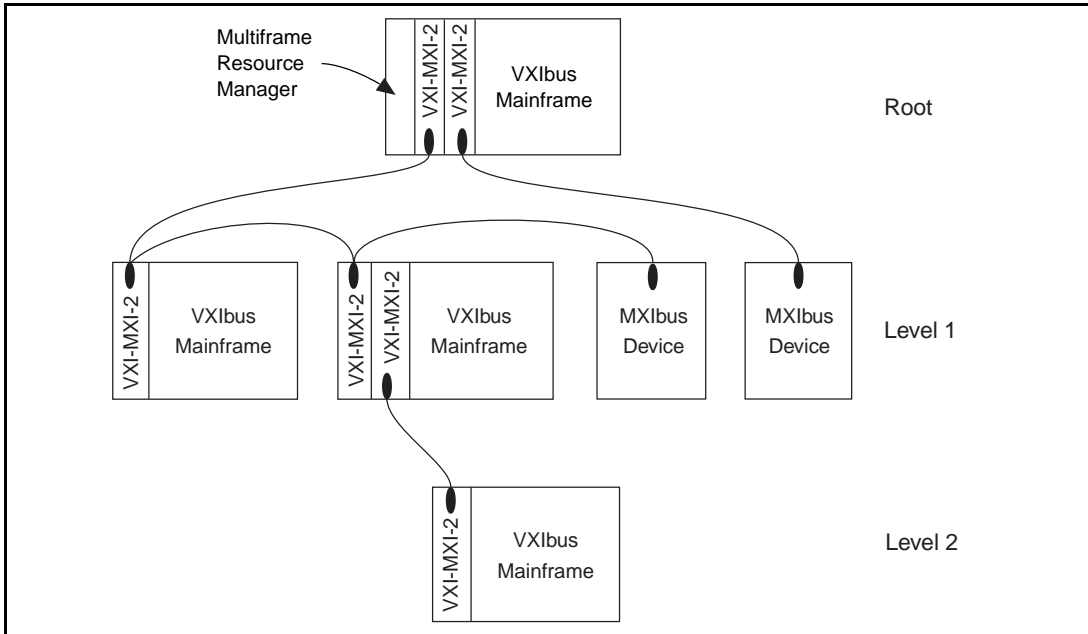 Multiframe
Resource
Manager
VXI-MXI-2
VXI-MXI-2
VXIbus
Mainframe
Root
VXI-MXI-2
VXIbus
Mainframe
VXI-MXI-2
VXI-MXI-2
VXIbus
Mainframe
MXIbus
Device
MXIbus
Device
Level 1
VXI-MXI-2
VXIbus
Mainframe
Level 2